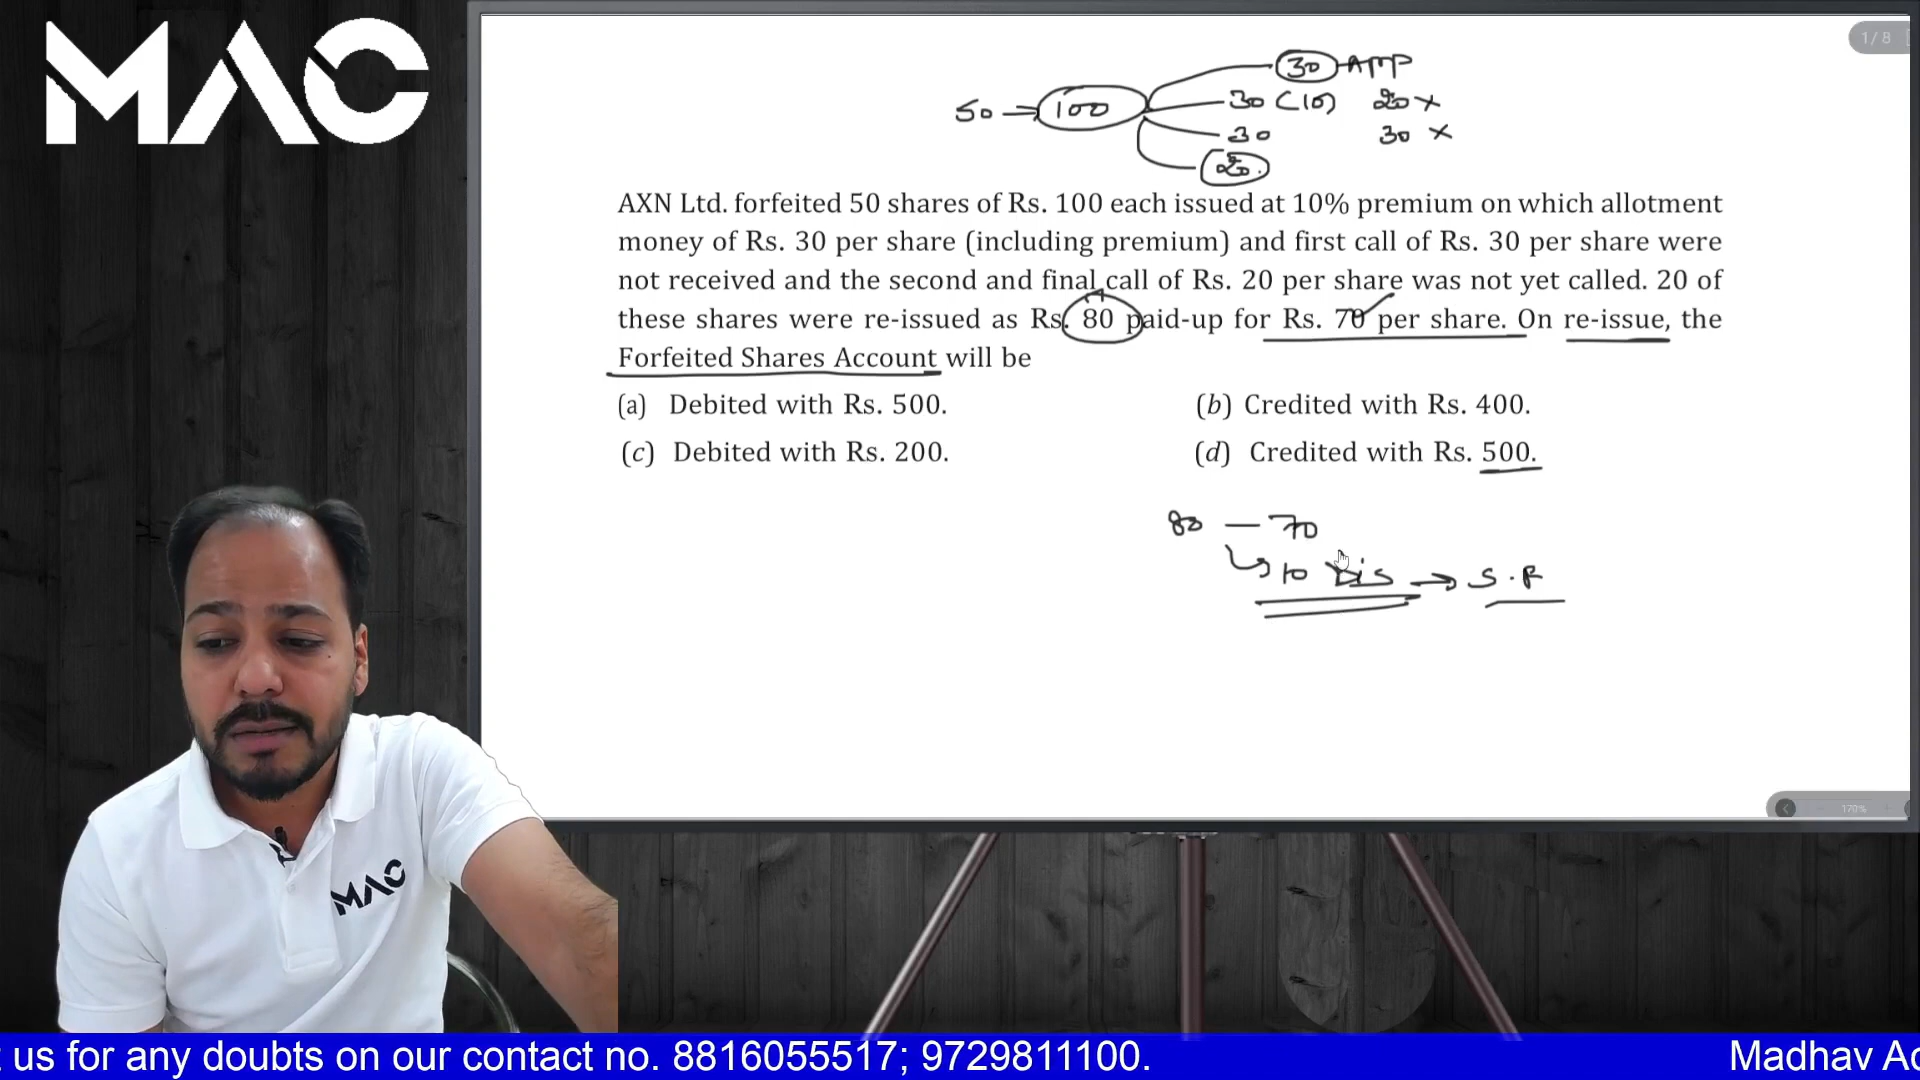 MAC
1 / 8
30 APP
50 → 100
30 (10) 20 ×
30 30 ×
20.
AXN Ltd. forfeited 50 shares of Rs. 100 each issued at 10% premium on which allotment
money of Rs. 30 per share (including premium) and first call of Rs. 30 per share were
not received and the second and final call of Rs. 20 per share was not yet called. 20 of
these shares were re-issued as Rs. 80 paid-up for Rs. 70 per share. On re-issue, the
Forfeited Shares Account will be
(a) Debited with Rs. 500. (b) Credited with Rs. 400.
(c) Debited with Rs. 200. (d) Credited with Rs. 500.
80 — 70
10 Dis → S.F
170%
MAC
t us for any doubts on our contact no. 8816055517; 9729811100. Madhav Ac